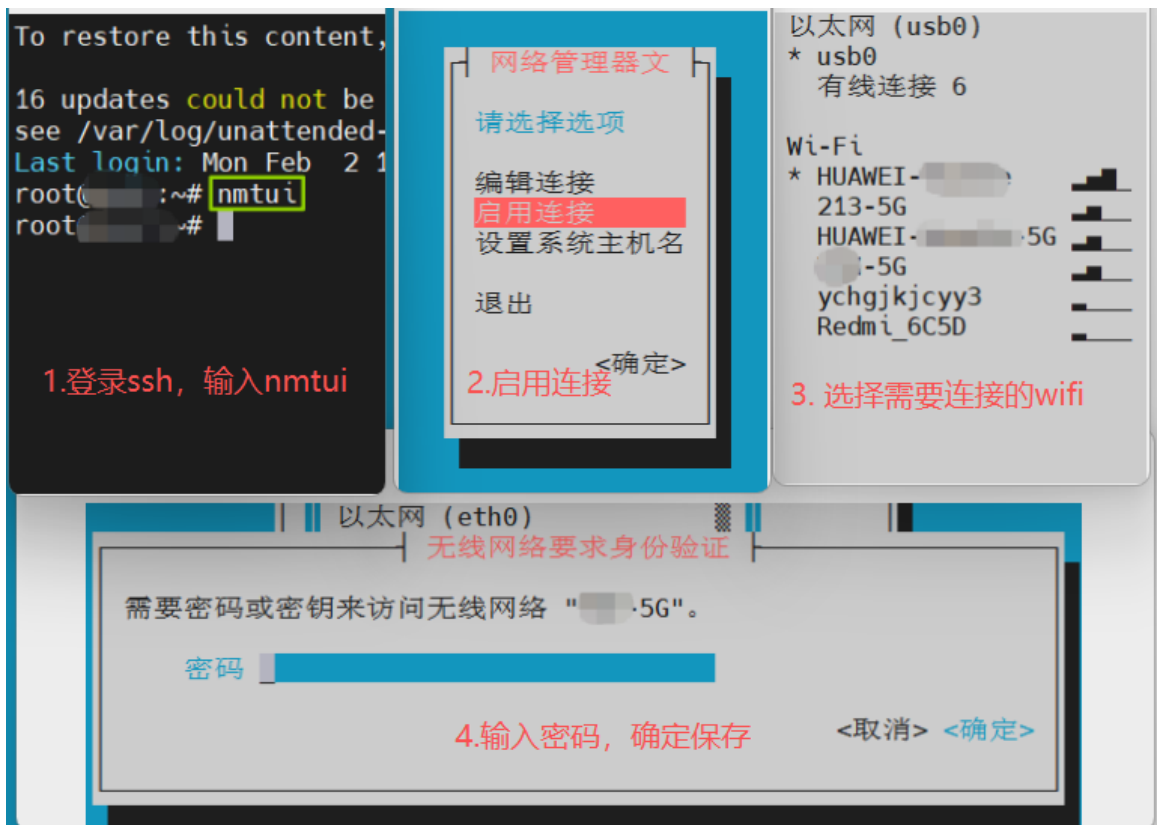 To restore this content,
16 updates could not be
see /var/log/unattended-
Last login: Mon Feb 2 1
root@ :~# nmtui
root ~#
1.登录ssh，输入nmtui
网络管理器文
请选择选项
编辑连接
启用连接
设置系统主机名
退出
<确定>
2.启用连接
以太网 (usb0)
* usb0
有线连接 6
Wi-Fi
* HUAWEI-
213-5G
HUAWEI- -5G
-5G
ychgjkjcyy3
Redmi_6C5D
3. 选择需要连接的wifi
以太网 (eth0)
无线网络要求身份验证
需要密码或密钥来访问无线网络 " -5G"。
密码
4.输入密码，确定保存
<取消> <确定>